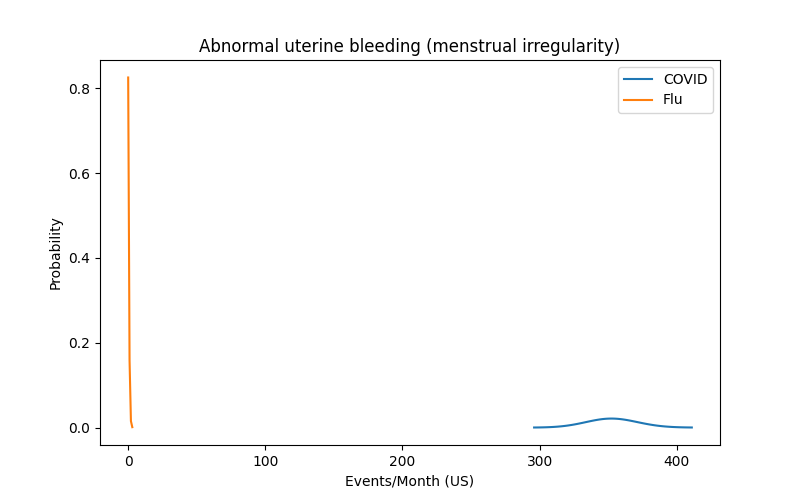 Abnormal uterine bleeding (menstrual irregularity)
COVID
Flu
Probability
0.8
0.6
0.4
0.2
0.0
0
100
200
300
400
Events/Month (US)